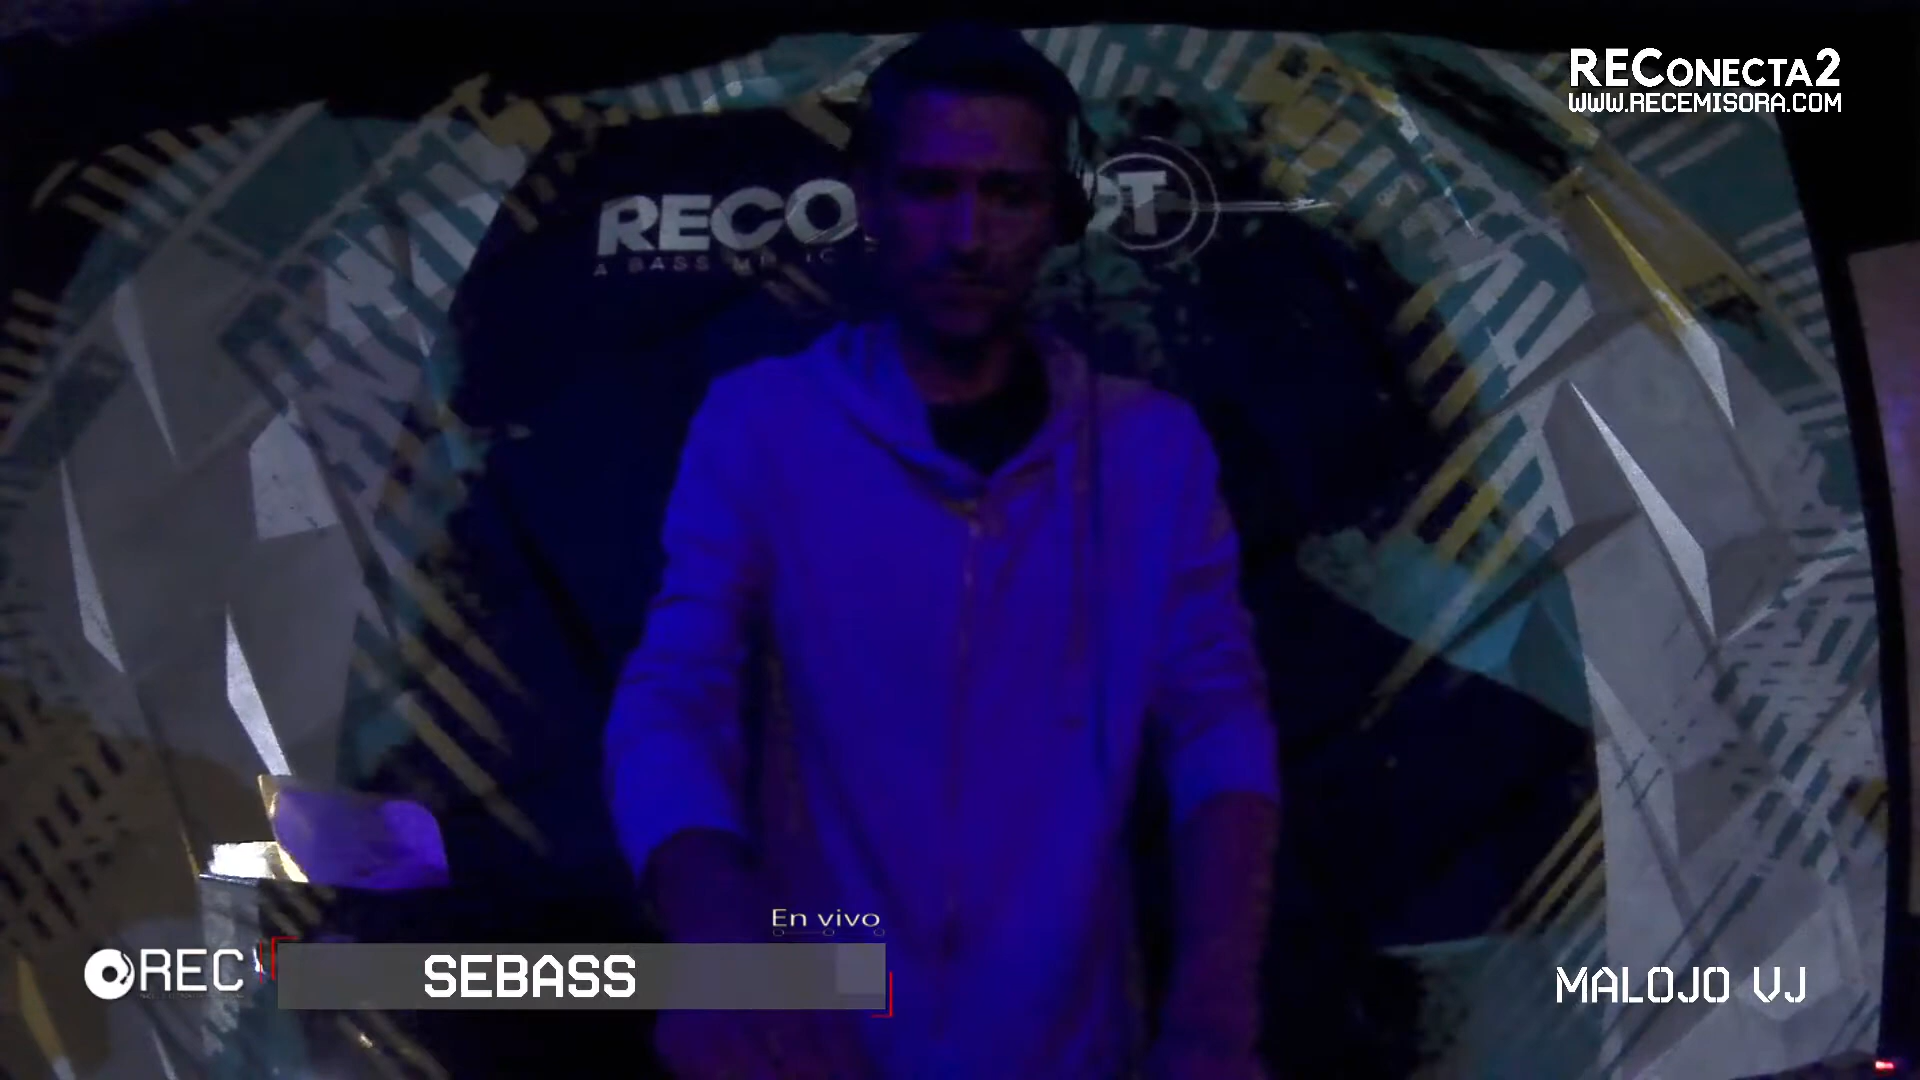 REConecta2
WWW.RECEMISORA.COM
RECO
T
A BASS
En vivo
REC
SEBASS
MALOJO VJ